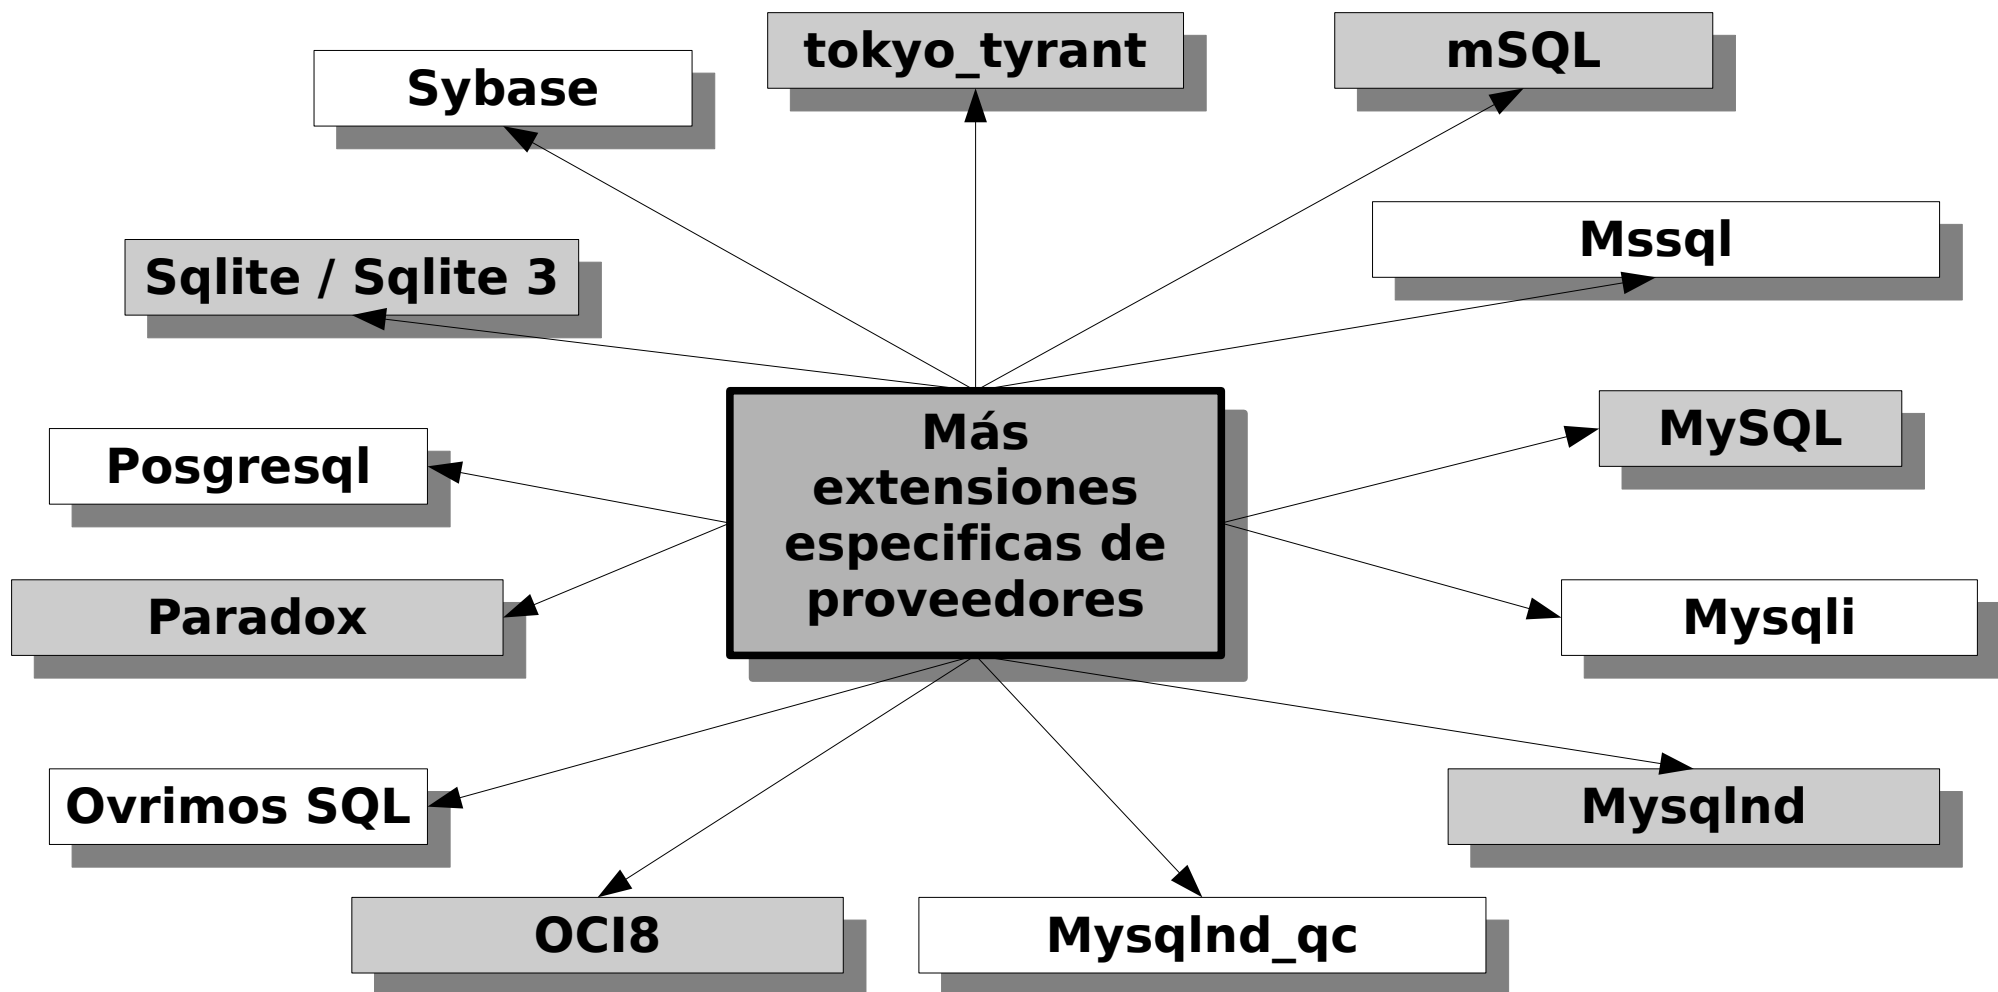 tokyo_tyrant
mSQL
Sybase
Mssql
Sqlite / Sqlite 3
Más
extensiones
especificas de
proveedores
MySQL
Posgresql
Paradox
Mysqli
Ovrimos SQL
Mysqlnd
OCI8
Mysqlnd_qc